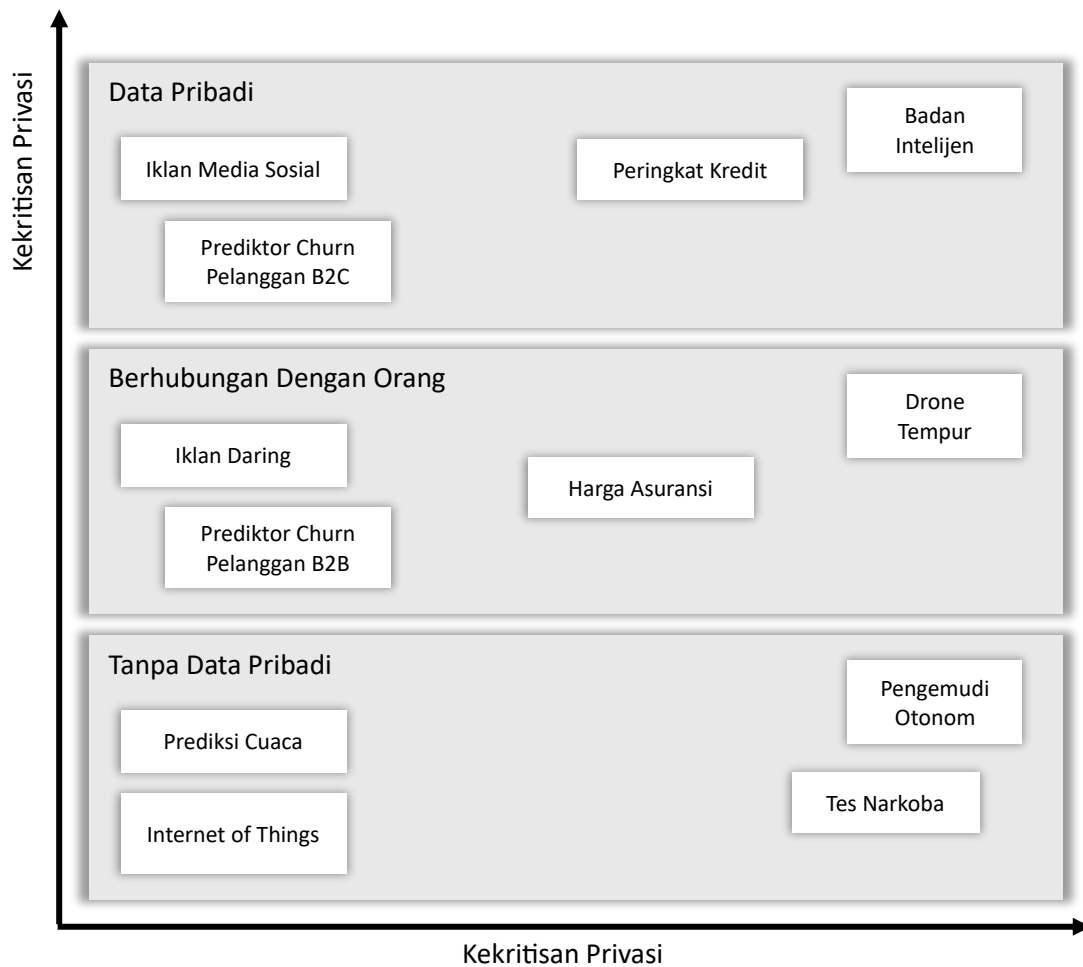 Kekritisan Privasi
Data Pribadi
Iklan Media Sosial
Prediktor Churn
Pelanggan B2C
Peringkat Kredit
Badan
Intelijen
Berhubungan Dengan Orang
Iklan Daring
Prediktor Churn
Pelanggan B2B
Harga Asuransi
Drone
Tempur
Tanpa Data Pribadi
Prediksi Cuaca
Internet of Things
Pengemudi
Otonom
Tes Narkoba
Kekritisan Privasi